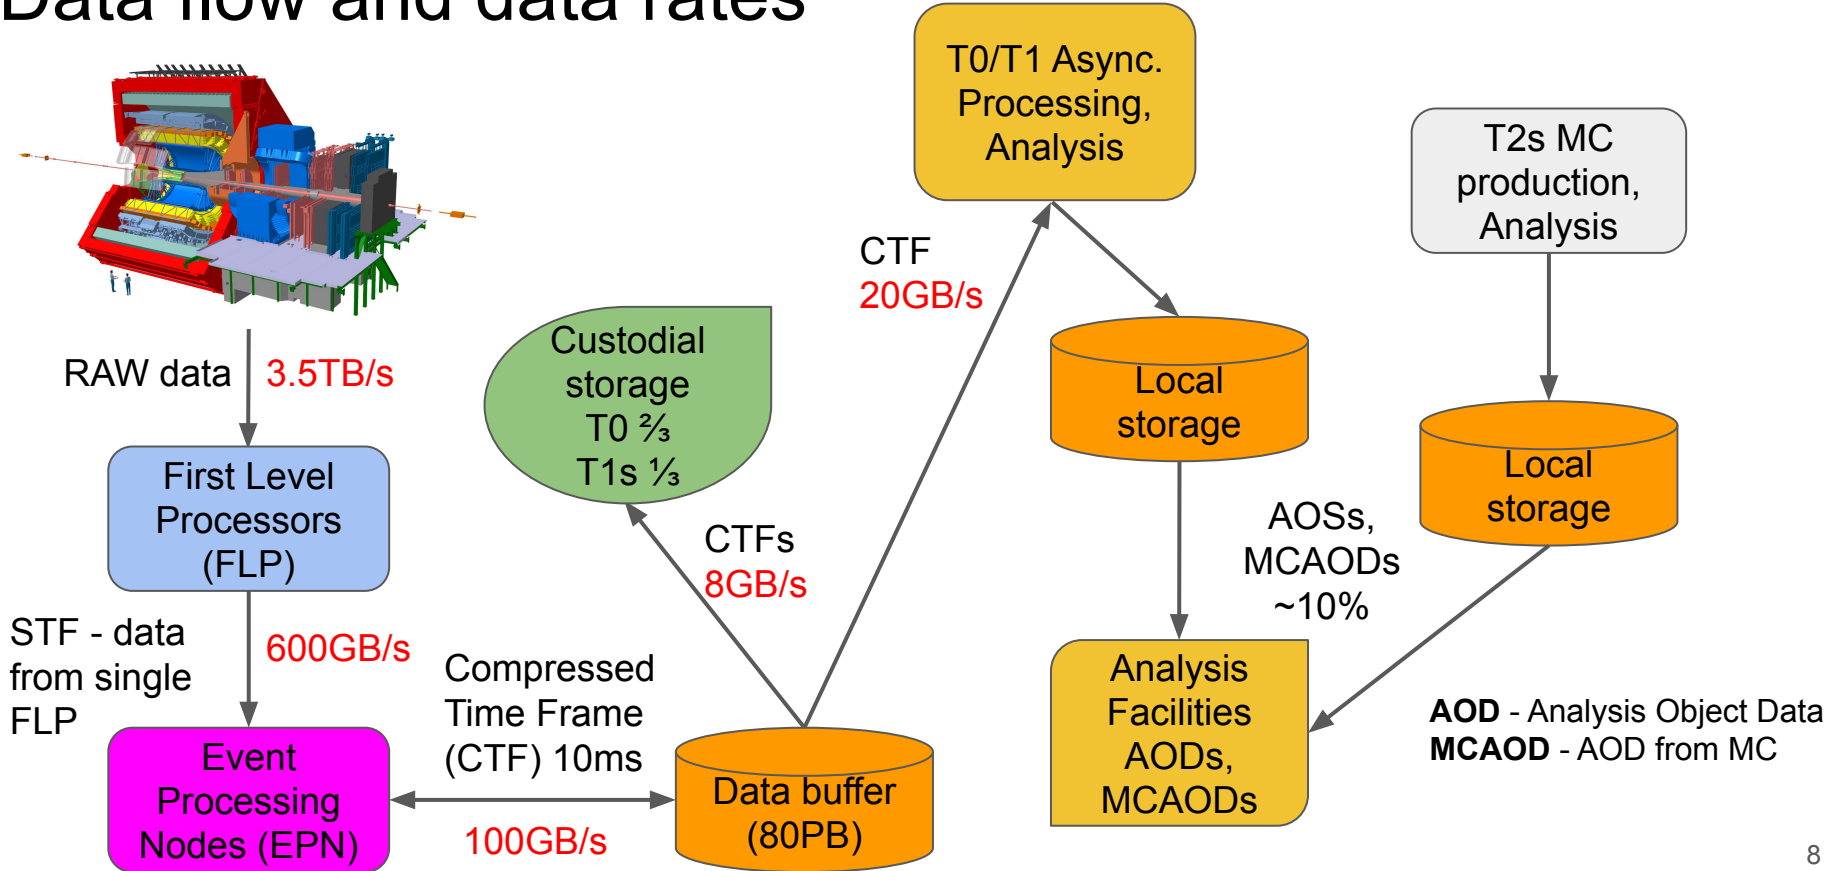 Data flow and data rates
RAW data
3.5TB/s
First Level
Processors
(FLP)
STF - data
from single
FLP
600GB/s
Event
Processing
Nodes (EPN)
Compressed
Time Frame
(CTF) 10ms
100GB/s
Data buffer
(80PB)
Custodial
storage
T0 ⅔
T1s ⅓
CTFs
8GB/s
CTF
20GB/s
T0/T1 Async.
Processing,
Analysis
Local
storage
T2s MC
production,
Analysis
Local
storage
AOSs,
MCAODs
~10%
Analysis
Facilities
AODs,
MCAODs
AOD - Analysis Object Data
MCAOD - AOD from MC
8